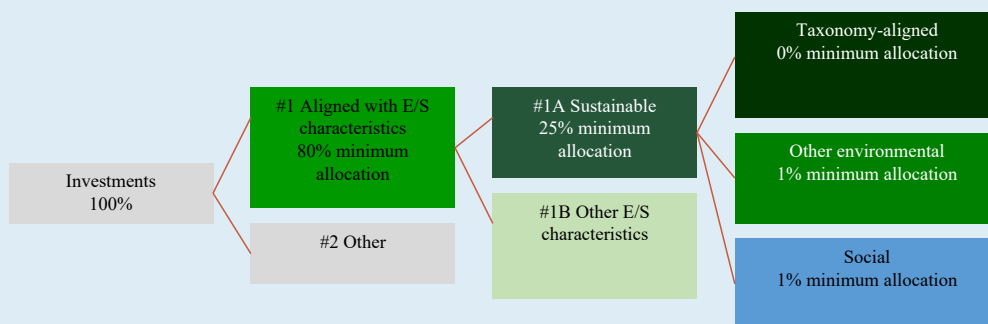 Investments
100%
#1 Aligned with E/S
characteristics
80% minimum
allocation
#2 Other
#1A Sustainable
25% minimum
allocation
#1B Other E/S
characteristics
Taxonomy-aligned
0% minimum allocation
Other environmental
1% minimum allocation
Social
1% minimum allocation